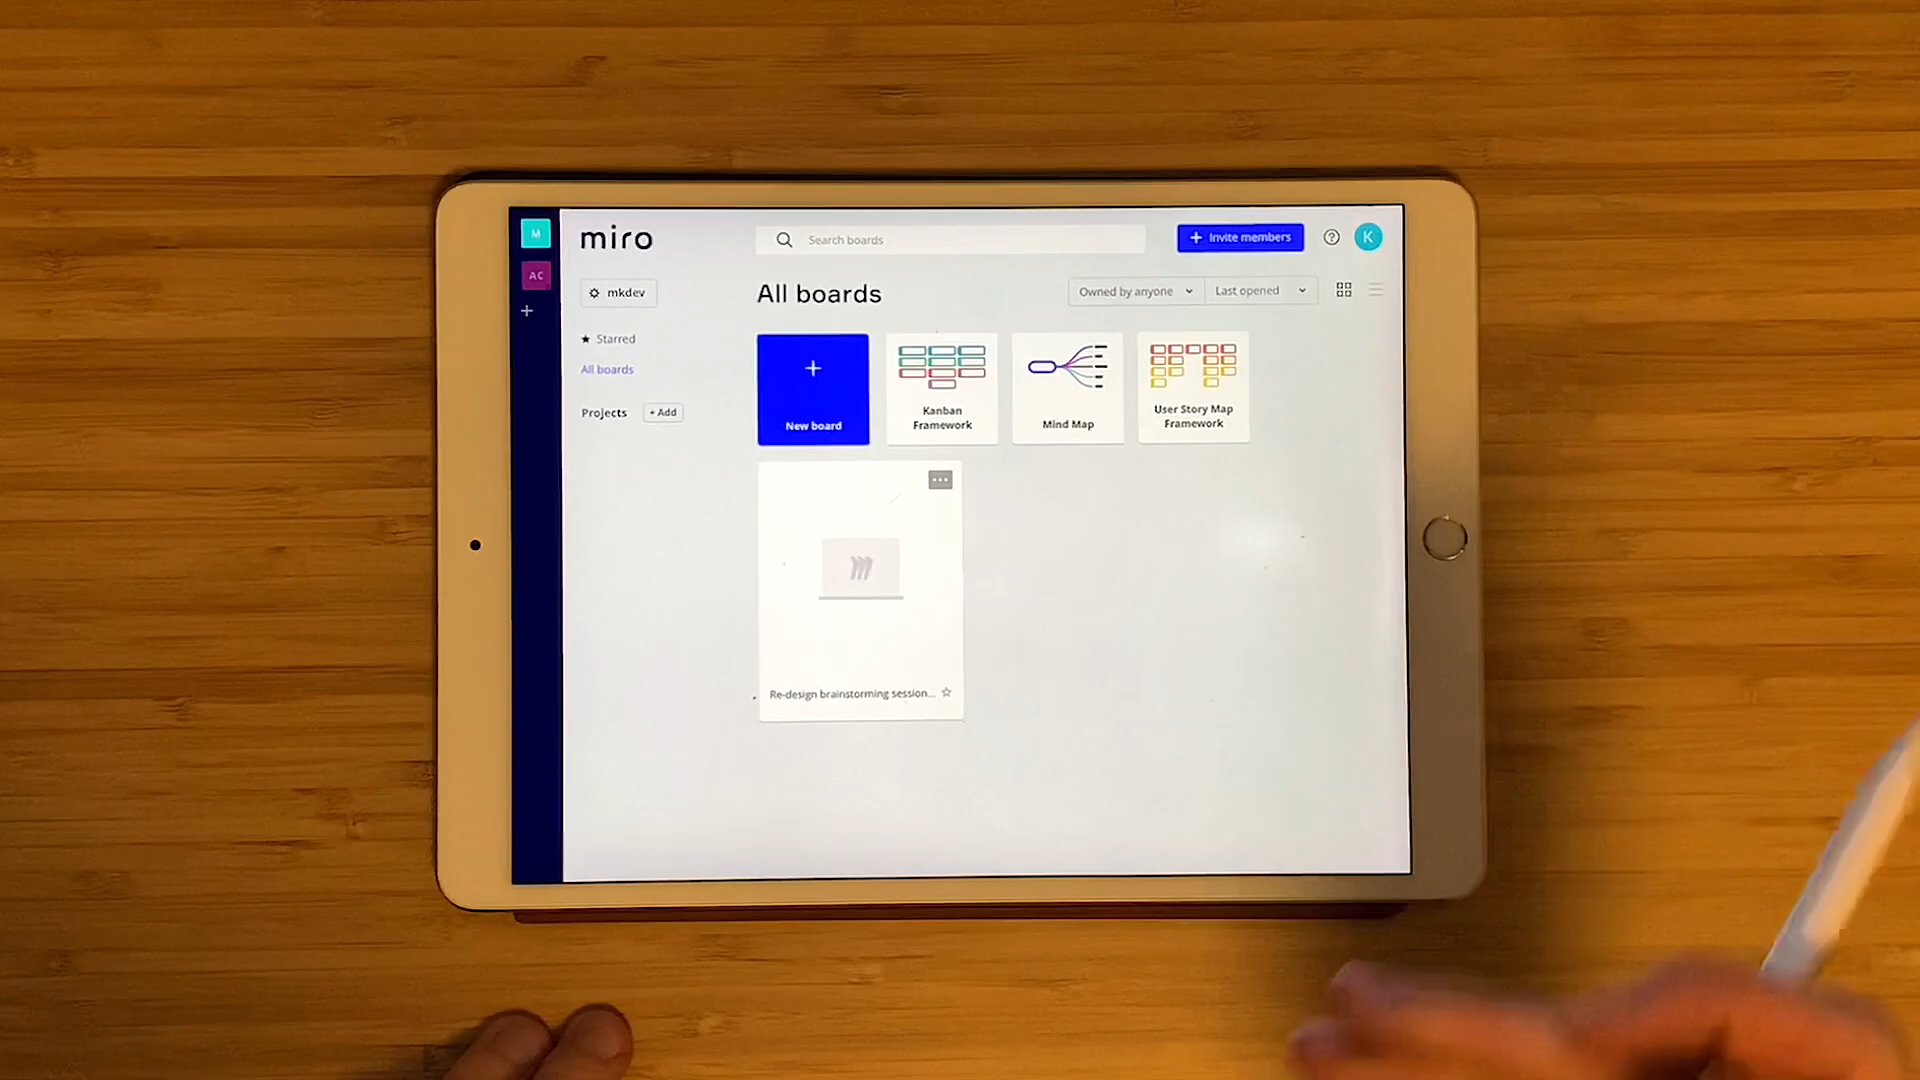 M
miro
Search boards
+ Invite members
?
K
AC
mkdev
All boards
Owned by anyone
Last opened
+
★ Starred
All boards
Projects
+ Add
+
New board
Kanban
Framework
Mind Map
User Story Map
Framework
Re-design brainstorming session...